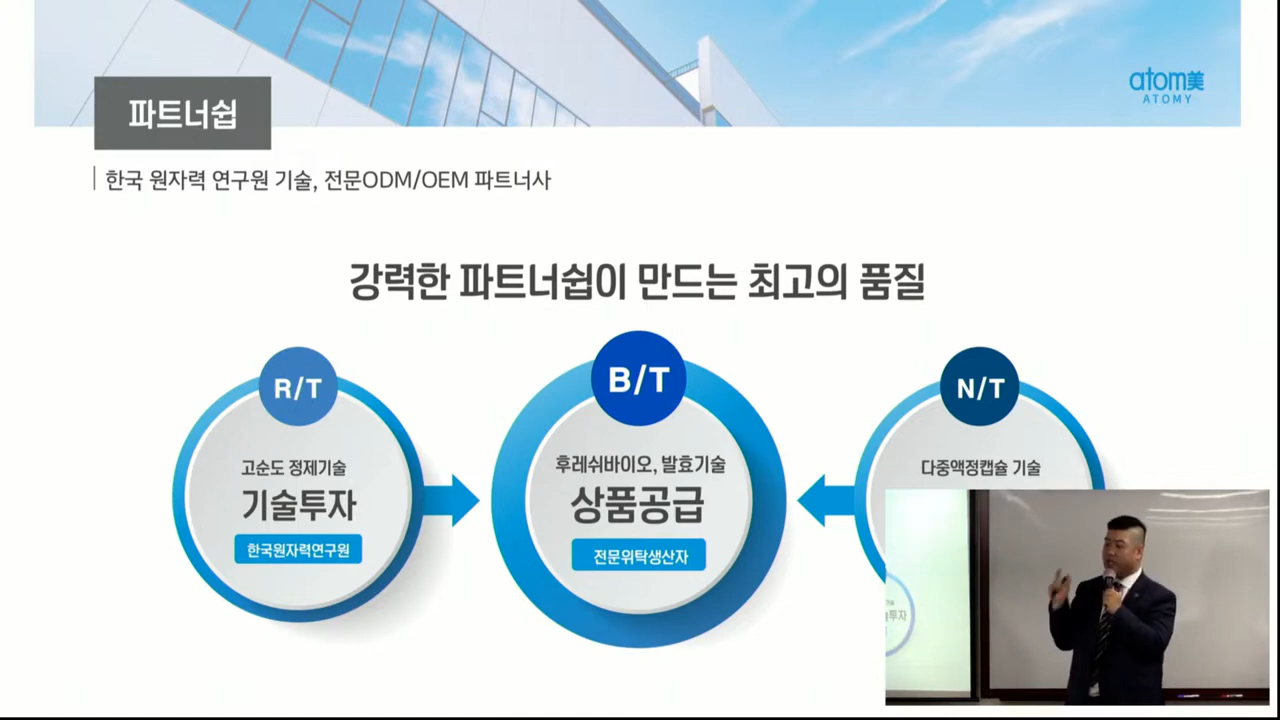 atom美
ATOMY
파트너쉽
한국 원자력 연구원 기술, 전문ODM/OEM 파트너사
강력한 파트너쉽이 만드는 최고의 품질
R/T
고순도 정제기술
기술투자
한국원자력연구원
B/T
후레쉬바이오, 발효기술
상품공급
전문위탁생산자
N/T
다중액정캡슐 기술